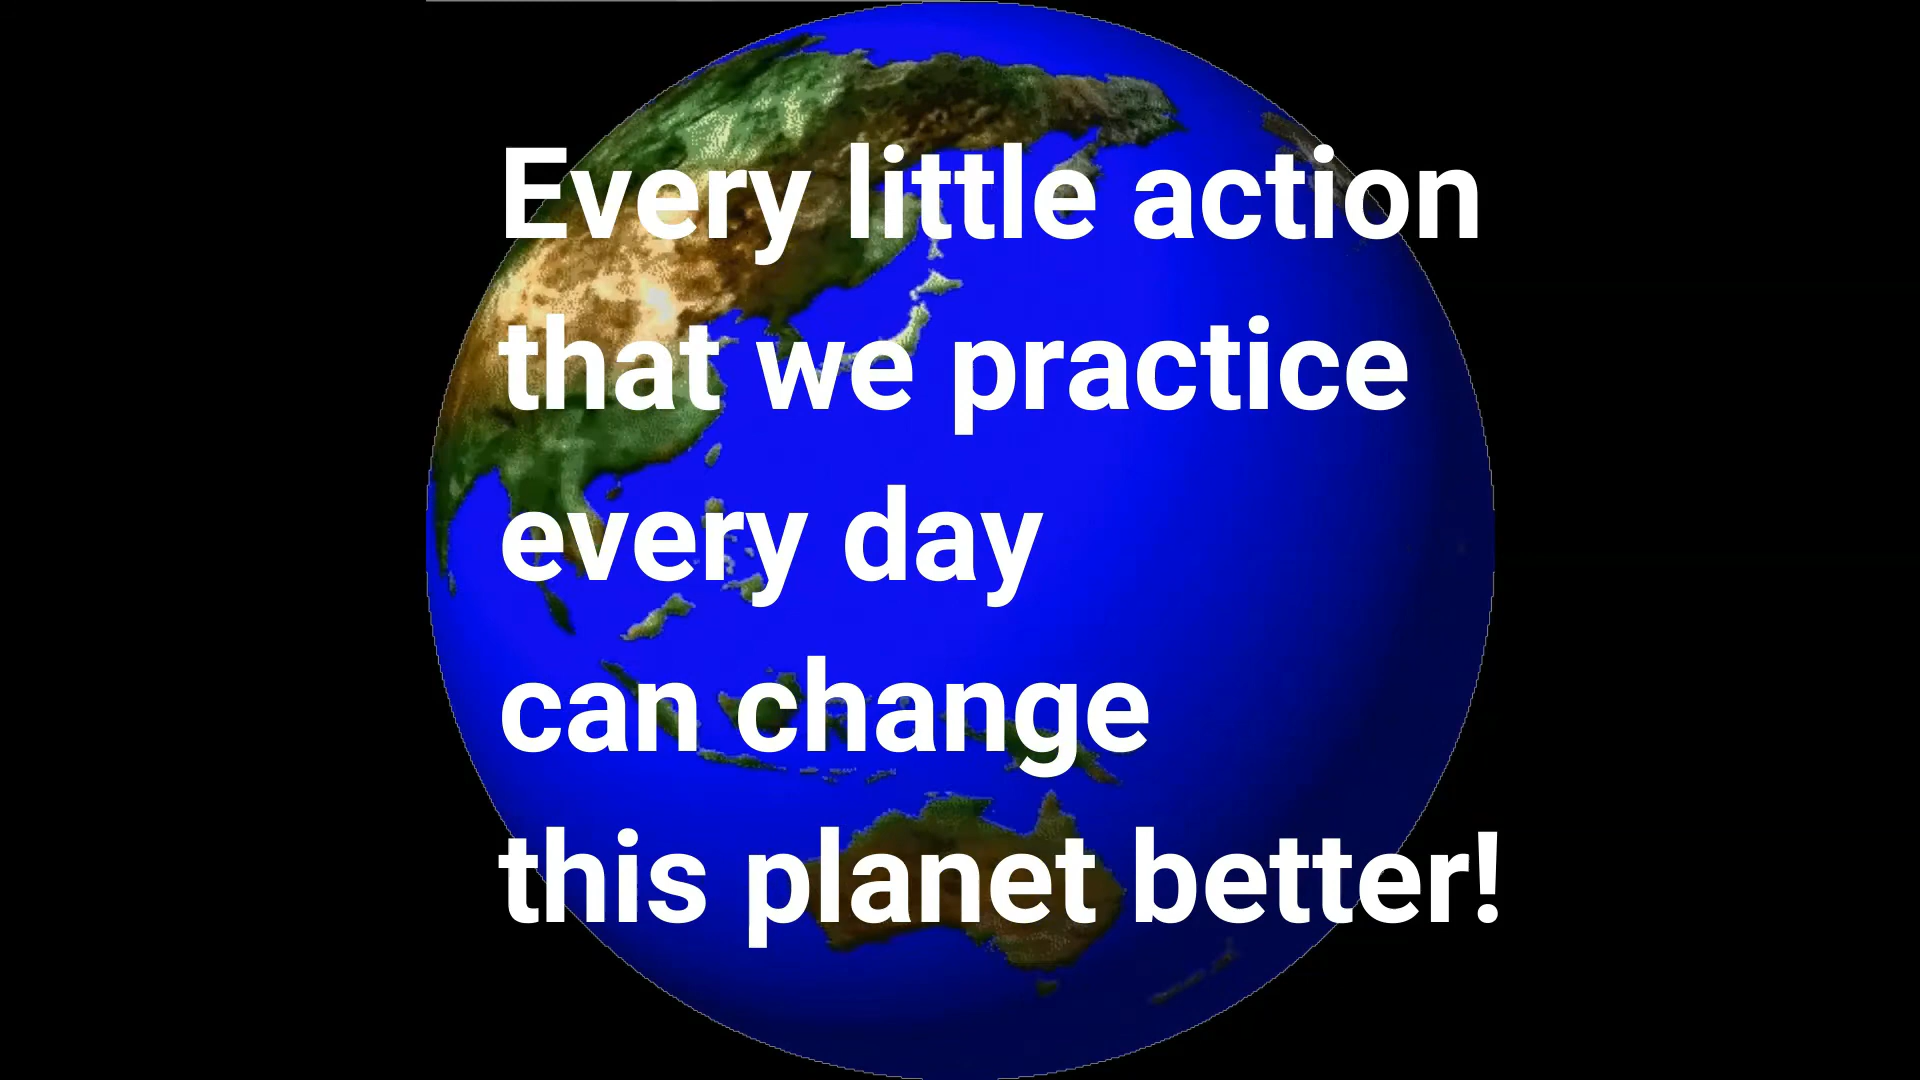 Every little action
that we practice
every day
can change
this planet better!